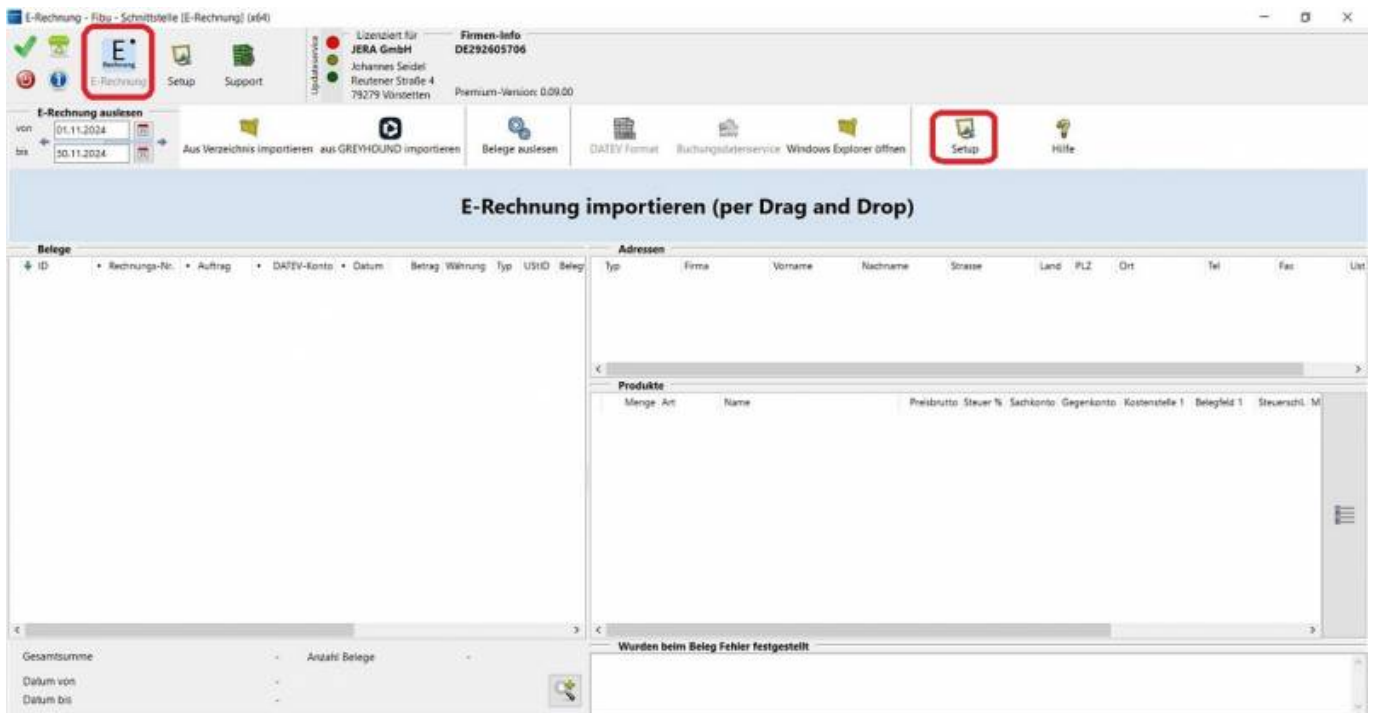 E-Rechnung - Fibu - Schnittstelle [E-Rechnung] (x64)
E
Rechnung
E-Rechnung
Setup
Support
Updateservice
Lizenziert für
JERA GmbH
Johannes Seidel
Reutener Straße 4
79279 Vörstetten
Firmen-Info
DE292605706
Premium-Version: 0.09.00
E-Rechnung auslesen
von 01.11.2024
bis 30.11.2024
Aus Verzeichnis importieren
aus GREYHOUND importieren
Belege auslesen
DATEV Format
Buchungsdatenservice
Windows Explorer öffnen
Setup
Hilfe
E-Rechnung importieren (per Drag and Drop)
Belege
ID • Rechnungs-Nr. • Auftrag • DATEV-Konto • Datum Betrag Währung Typ UStID Beleg
Adressen
Typ Firma Vorname Nachname Strasse Land PLZ Ort Tel Fax Ust
Produkte
Menge Art Name Preisbrutto Steuer % Sachkonto Gegenkonto Kostenstelle 1 Belegfeld 1 Steuerschl. M
Gesamtsumme - Anzahl Belege -
Datum von -
Datum bis -
Wurden beim Beleg Fehler festgestellt